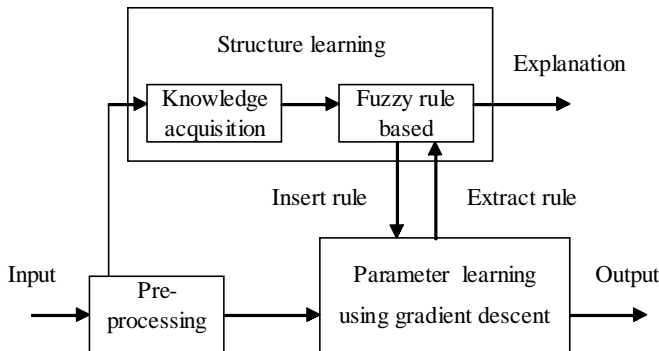 Structure learning
Explanation
Knowledge
acquisition
Fuzzy rule
based
Insert rule
Extract rule
Input
Pre-
processing
Parameter learning
using gradient descent
Output